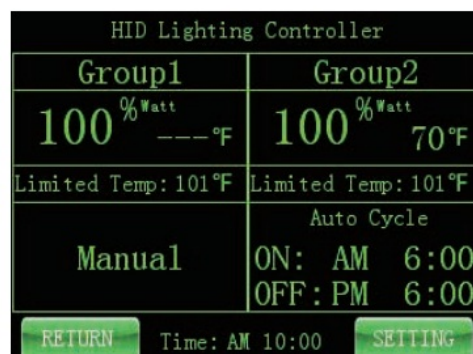 HID Lighting Controller
Group1 Group2
100 %Watt ---°F 100 %Watt 70°F
Limited Temp: 101°F Limited Temp: 101°F
Manual
Auto Cycle
ON: AM 6:00
OFF: PM 6:00
RETURN Time: AM 10:00 SETTING